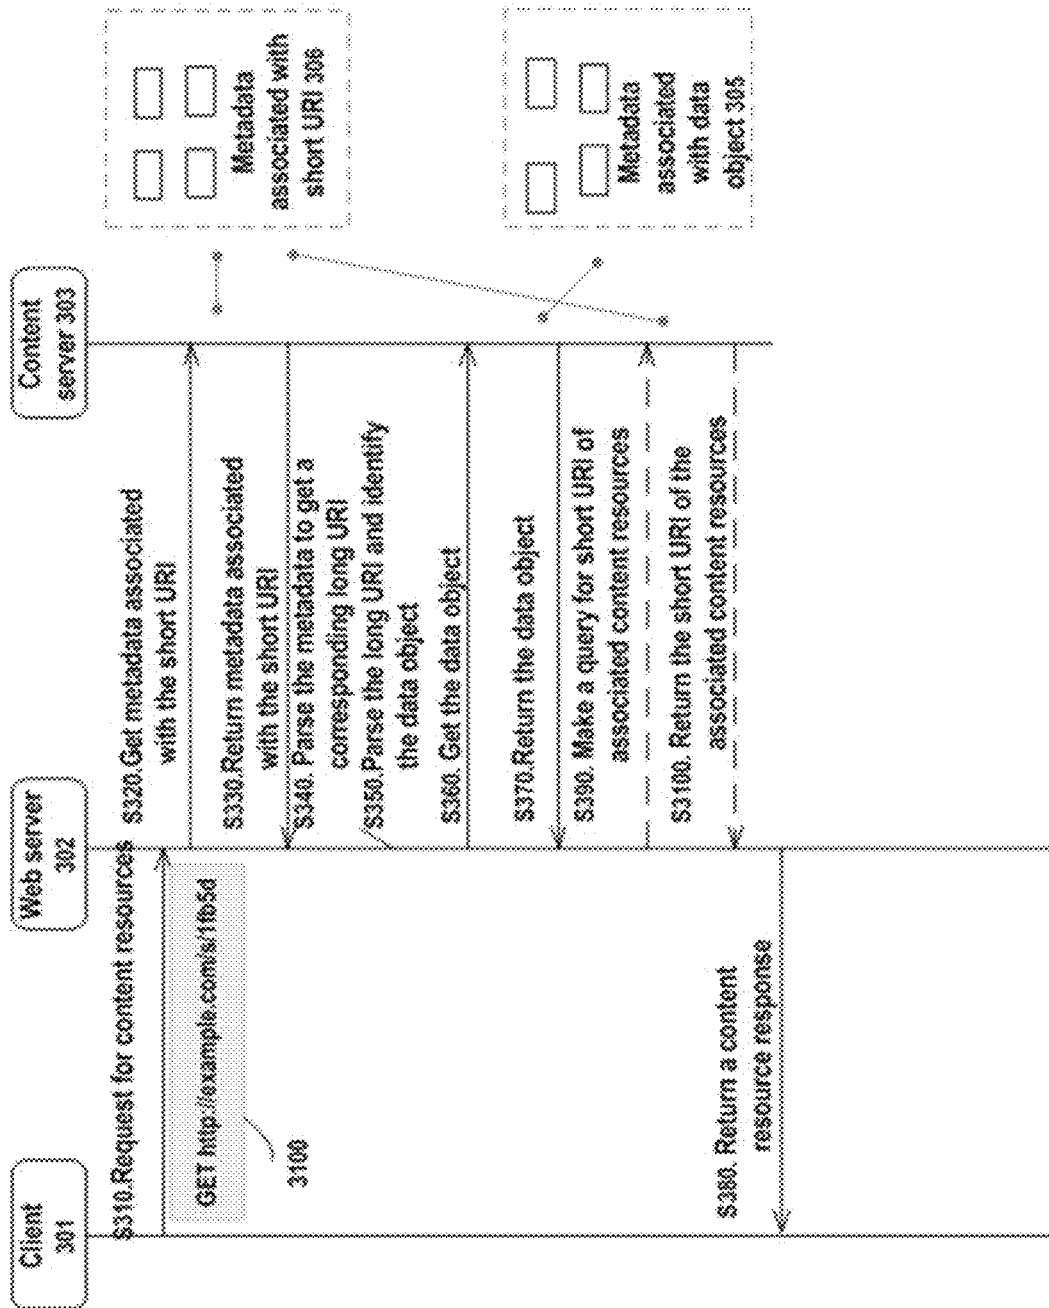 Client
301
Web server
302
Content
server 303
S310.Request for content resources
GET http://example.com/s/1fb5d
3100
S320.Get metadata associated
with the short URI
S330.Return metadata associated
with the short URI
S340. Parse the metadata to get a
corresponding long URI
S350.Parse the long URI and identify
the data object
S360. Get the data object
S370.Return the data object
S390. Make a query for short URI of
associated content resources
S3100. Return the short URI of the
associated content resources
S380. Return a content
resource response
Metadata
associated with
short URI 306
Metadata
associated
with data
object 305